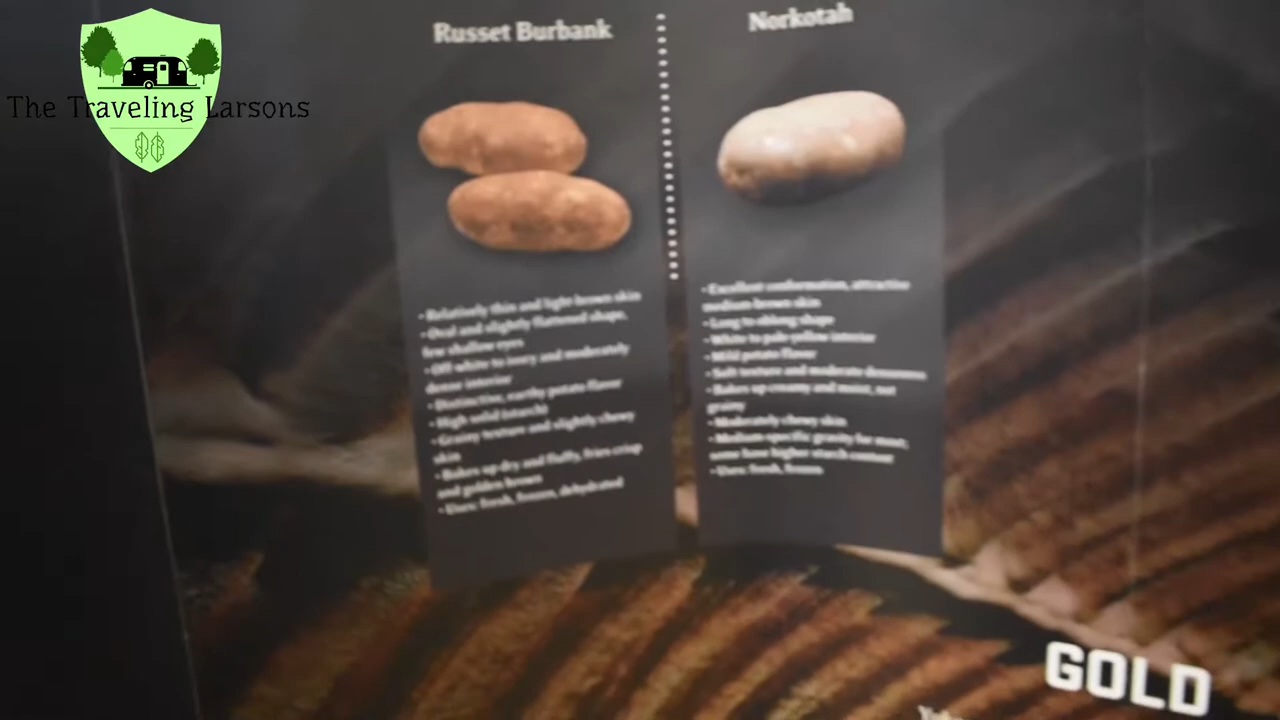 The Traveling Larsons
Russet Burbank
• Relatively thin and light brown skin
• Oval and slightly flattened shape,
few shallow eyes
• Off-white to ivory and moderately
dense interior
• Distinctive, earthy potato flavor
• High solid (starch)
• Grainy texture and slightly chewy
skin
• Bakes up dry and fluffy, fries crisp
and golden brown
• Uses: fresh, frozen, dehydrated
Norkotah
• Excellent conformation, attractive
medium brown skin
• Long to oblong shape
• White to pale yellow interior
• Mild potato flavor
• Soft texture and moderate denseness
• Bakes up creamy and moist, not
grainy
• Moderately chewy skin
• Medium specific gravity for most;
some have higher starch content
• Uses: fresh, frozen
GOLD